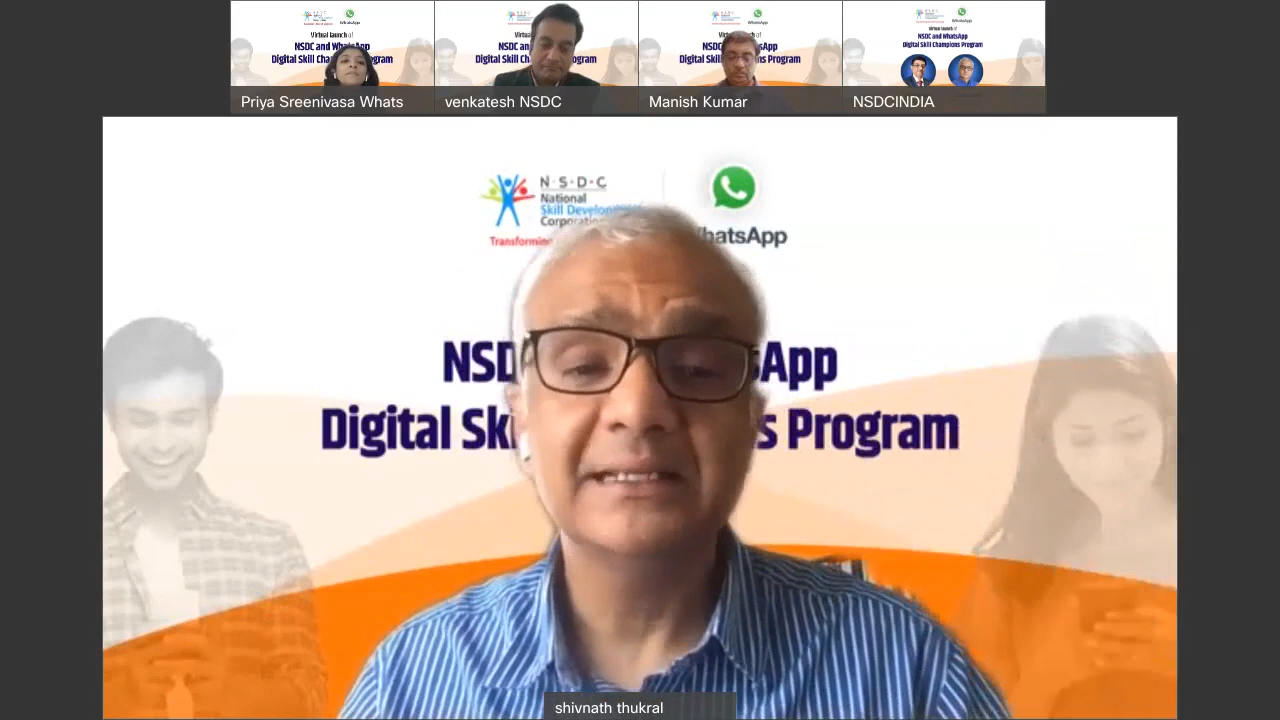 Virtual launch of
NSDC and WhatsApp
Digital Skill Champions Program
Priya Sreenivasa Whats
venkatesh NSDC
Manish Kumar
NSDCINDIA
N·S·D·C
National
Skill Development
Corporation
Transforming
WhatsApp
NSD sApp
Digital Sk s Program
shivnath thukral